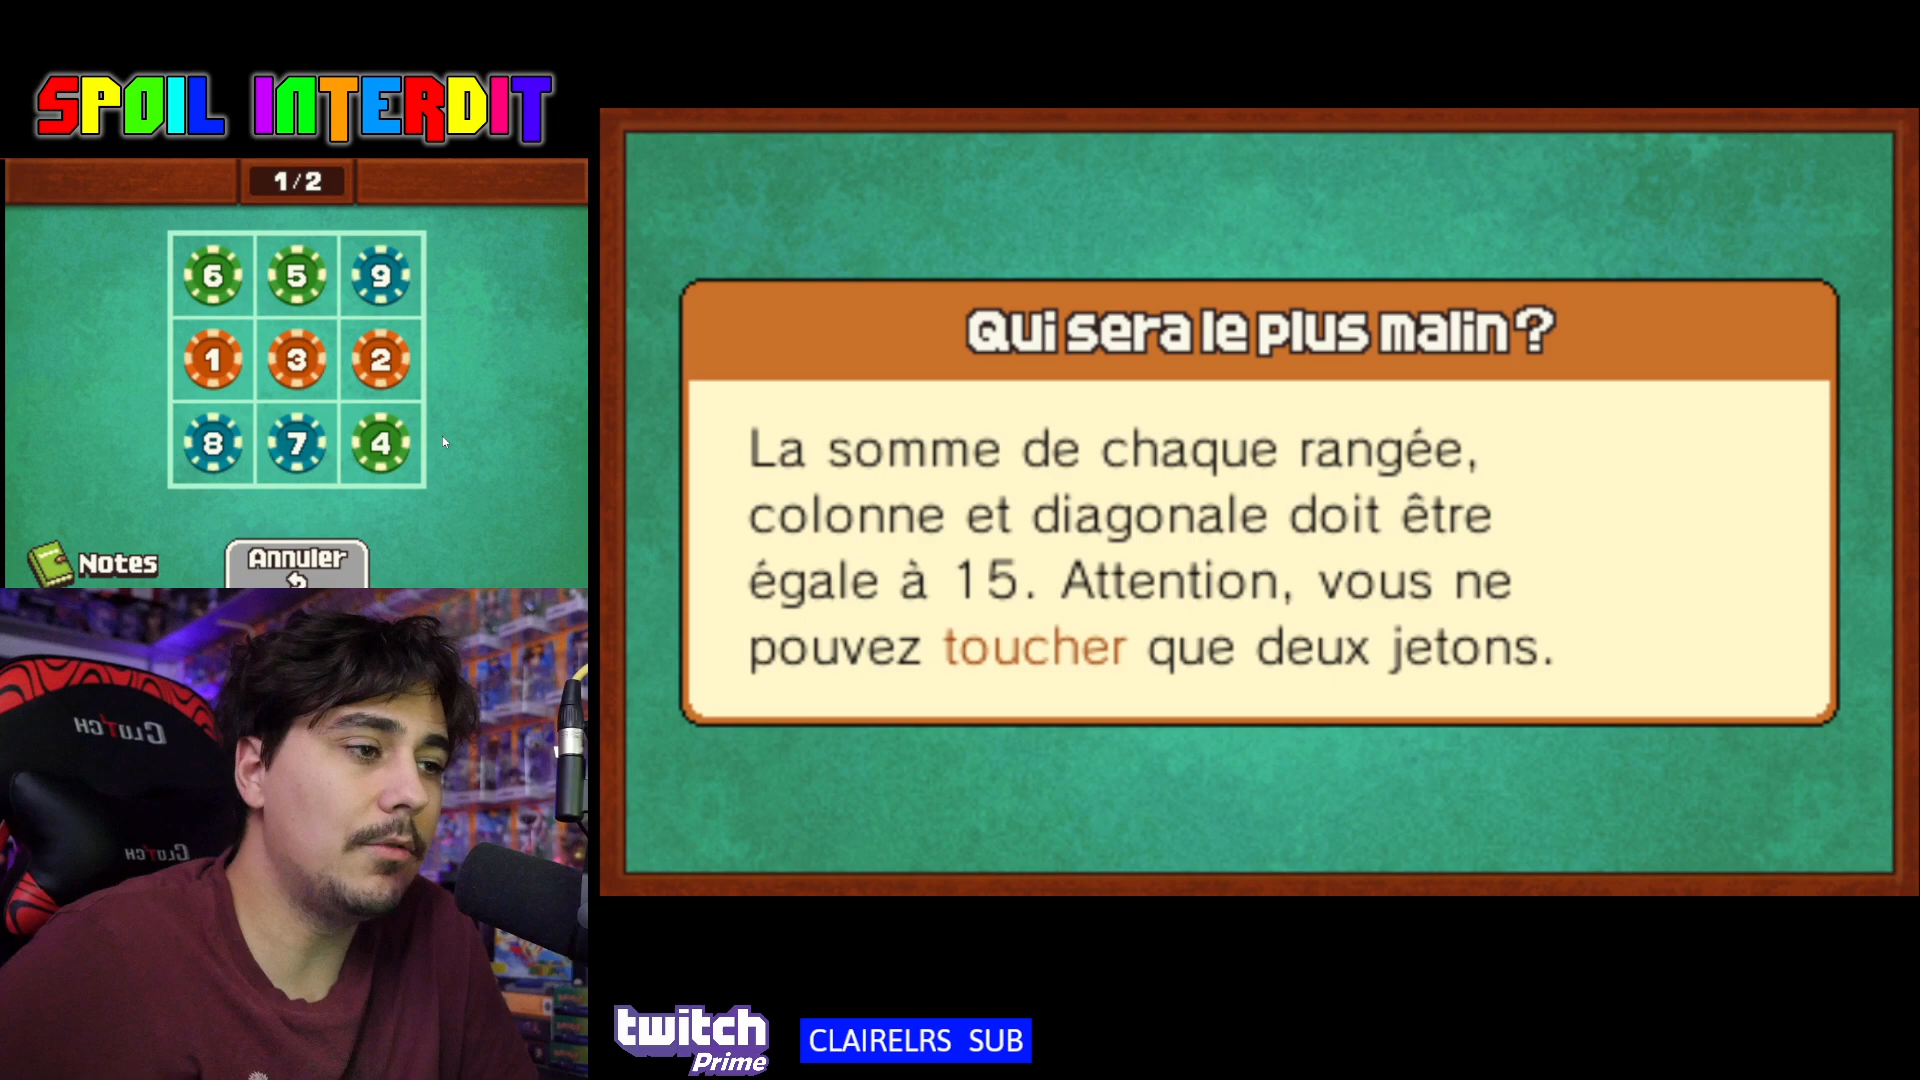 SPOIL INTERDIT
1/2
6 5 9
1 3 2
8 7 4
Notes
Annuler
Qui sera le plus malin ?
La somme de chaque rangée,
colonne et diagonale doit être
égale à 15. Attention, vous ne
pouvez toucher que deux jetons.
CLUTCH
CLUTCH
twitch
Prime
CLAIRELRS SUB